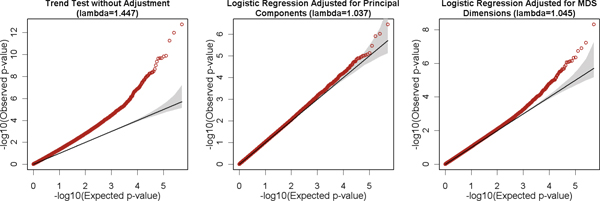 Trend Test without Adjustment
(lambda=1.447)
-log10(Observed p-value)
0 2 4 6 8 10 12
0 1 2 3 4 5
-log10(Expected p-value)
Logistic Regression Adjusted for Principal
Components (lambda=1.037)
-log10(Observed p-value)
0 1 2 3 4 5 6
0 1 2 3 4 5
-log10(Expected p-value)
Logistic Regression Adjusted for MDS
Dimensions (lambda=1.045)
-log10(Observed p-value)
0 2 4 6 8
0 1 2 3 4 5
-log10(Expected p-value)